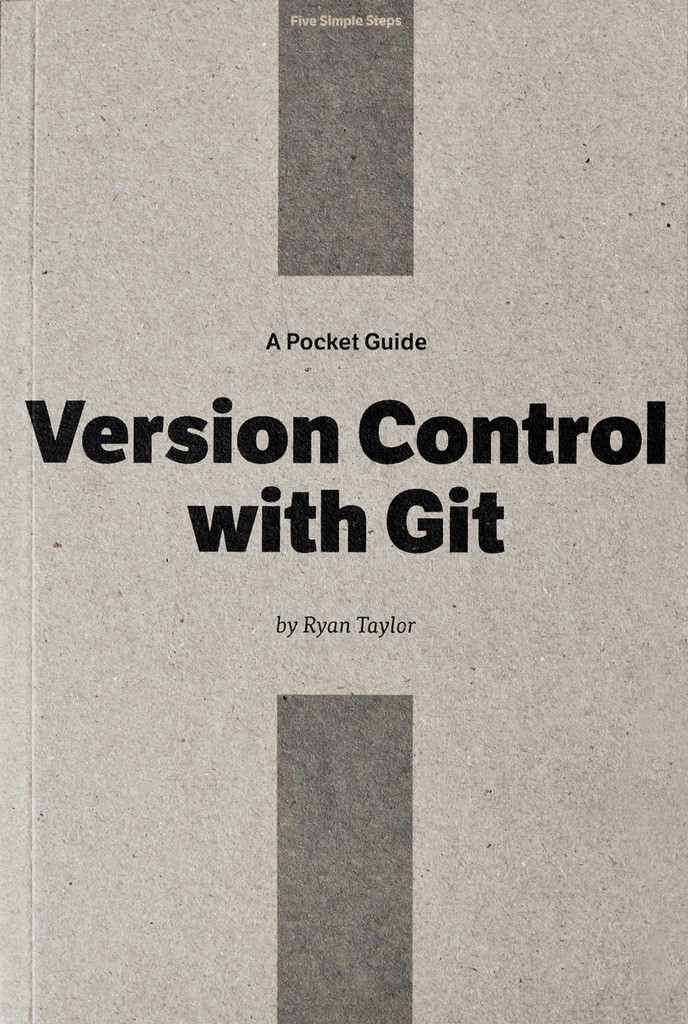 Five Simple Steps
A Pocket Guide
Version Control
with Git
by Ryan Taylor